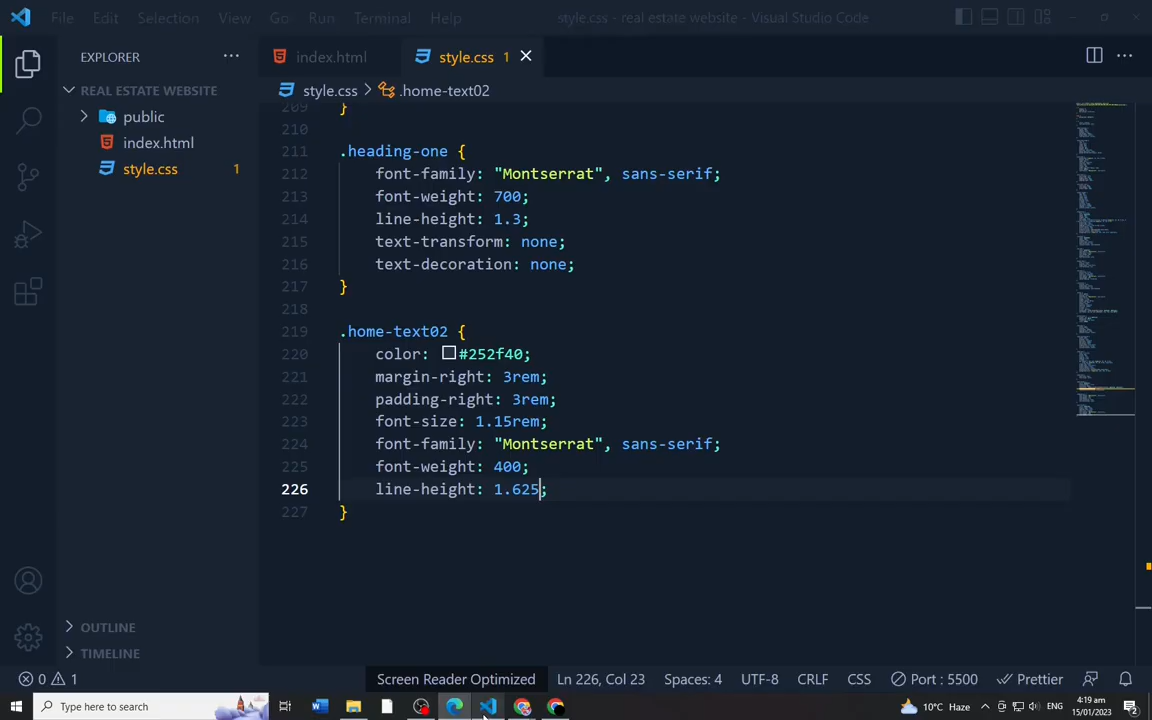 File Edit Selection View Go Run Terminal Help style.css - real estate website - Visual Studio Code
EXPLORER ··· index.html style.css 1
REAL ESTATE WEBSITE style.css > .home-text02
public
index.html
style.css 1
209 }
210
211 .heading-one {
212 font-family: "Montserrat", sans-serif;
213 font-weight: 700;
214 line-height: 1.3;
215 text-transform: none;
216 text-decoration: none;
217 }
218
219 .home-text02 {
220 color: #252f40;
221 margin-right: 3rem;
222 padding-right: 3rem;
223 font-size: 1.15rem;
224 font-family: "Montserrat", sans-serif;
225 font-weight: 400;
226 line-height: 1.625;
227 }
OUTLINE
TIMELINE
0 1 Screen Reader Optimized Ln 226, Col 23 Spaces: 4 UTF-8 CRLF CSS Port : 5500 Prettier
Type here to search 10°C Haze ENG 4:19 am
15/01/2023 2